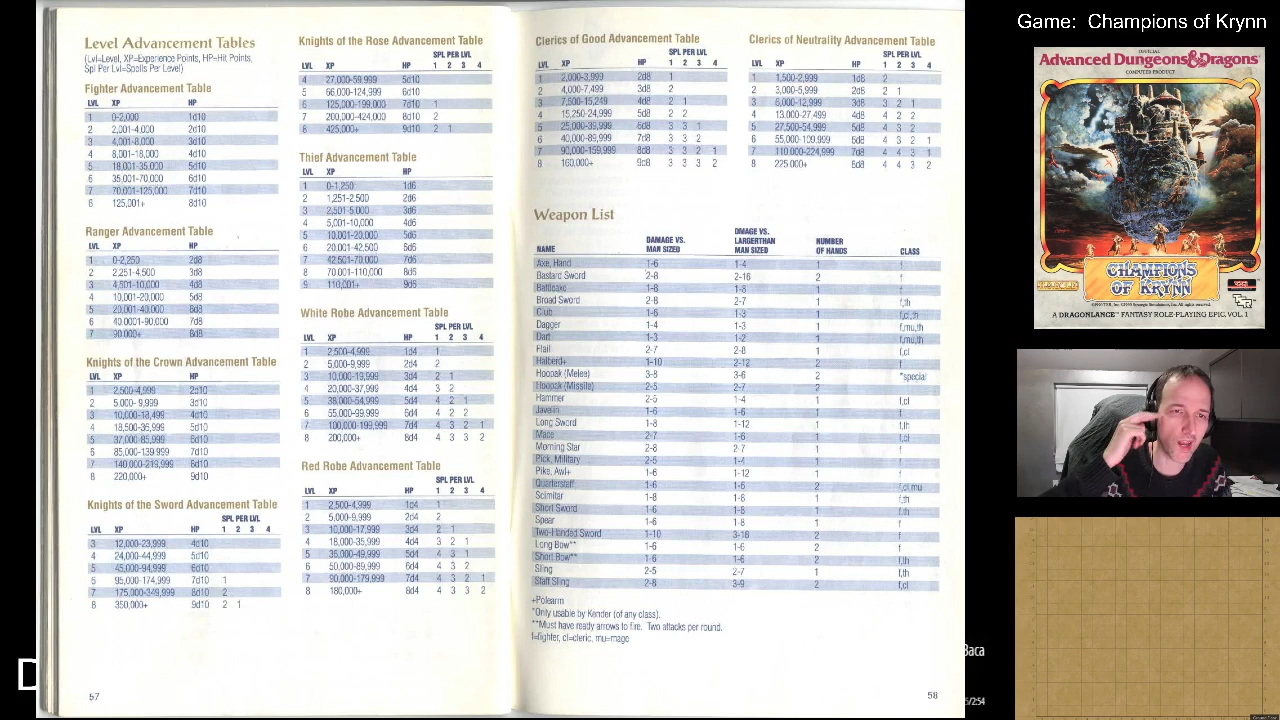 Game: Champions of Krynn
Level Advancement Tables
(Lvl=Level, XP=Experience Points, HP=Hit Points,
Spl Per Lvl=Spells Per Level)
Fighter Advancement Table
LVL XP HP
1 0-2,000 1d10
2 2,001-4,000 2d10
3 4,001-8,000 3d10
4 8,001-18,000 4d10
5 18,001-35,000 5d10
6 35,001-70,000 6d10
7 70,001-125,000 7d10
8 125,001+ 8d10
Ranger Advancement Table
LVL XP HP
1 0-2,250 2d8
2 2,251-4,500 3d8
3 4,501-10,000 4d8
4 10,001-20,000 5d8
5 20,001-40,000 6d8
6 40,0001-90,000 7d8
7 90,000+ 8d8
Knights of the Crown Advancement Table
LVL XP HP
1 2,500-4,999 2d10
2 5,000-9,999 3d10
3 10,000-18,499 4d10
4 18,500-36,999 5d10
5 37,000-85,999 6d10
6 85,000-139,999 7d10
7 140,000-219,999 8d10
8 220,000+ 9d10
Knights of the Sword Advancement Table
SPL PER LVL
LVL XP HP 1 2 3 4
3 12,000-23,999 4d10
4 24,000-44,999 5d10
5 45,000-94,999 6d10
6 95,000-174,999 7d10 1
7 175,000-349,999 8d10 2
8 350,000+ 9d10 2 1
57
Knights of the Rose Advancement Table
SPL PER LVL
LVL XP HP 1 2 3 4
4 27,000-59,999 5d10
5 66,000-124,999 6d10
6 125,000-199,000 7d10 1
7 200,000-424,000 8d10 2
8 425,000+ 9d10 2 1
Thief Advancement Table
LVL XP HP
1 0-1,250 1d6
2 1,251-2,500 2d6
3 2,501-5,000 3d6
4 5,001-10,000 4d6
5 10,001-20,000 5d6
6 20,001-42,500 6d6
7 42,501-70,000 7d6
8 70,001-110,000 8d6
9 110,001+ 9d6
White Robe Advancement Table
SPL PER LVL
LVL XP HP 1 2 3 4
1 2,500-4,999 1d4 1
2 5,000-9,999 2d4 2
3 10,000-19,999 3d4 2 1
4 20,000-37,999 4d4 3 2
5 38,000-54,999 5d4 4 2 1
6 55,000-99,999 6d4 4 2 2
7 100,000-199,999 7d4 4 3 2 1
8 200,000+ 8d4 4 3 3 2
Red Robe Advancement Table
SPL PER LVL
LVL XP HP 1 2 3 4
1 2,500-4,999 1d4 1
2 5,000-9,999 2d4 2
3 10,000-17,999 3d4 2 1
4 18,000-35,999 4d4 3 2 1
5 36,000-49,999 5d4 4 3 1
6 50,000-89,999 6d4 4 3 2
7 90,000-179,999 7d4 4 3 2 1
8 180,000+ 8d4 4 3 3 2
Clerics of Good Advancement Table
SPL PER LVL
LVL XP HP 1 2 3 4
1 2,000-3,999 2d8 1
2 4,000-7,499 3d8 2
3 7,500-15,249 4d8 2 1
4 15,250-24,999 5d8 2 2
5 25,000-39,999 6d8 3 3 1
6 40,000-89,999 7d8 3 3 2
7 90,000-159,999 8d8 3 3 2 1
8 160,000+ 9d8 3 3 3 2
Clerics of Neutrality Advancement Table
SPL PER LVL
LVL XP HP 1 2 3 4
1 1,500-2,999 1d8 2
2 3,000-5,999 2d8 2 1
3 6,000-12,999 3d8 3 2 1
4 13,000-27,499 4d8 4 2 2
5 27,500-54,999 5d8 4 3 2
6 55,000-109,999 6d8 4 3 2 1
7 110,000-224,999 7d8 4 4 3 1
8 225,000+ 8d8 4 4 3 2
Weapon List
NAME DAMAGE VS. MAN SIZED DMAGE VS. LARGERTHAN MAN SIZED NUMBER OF HANDS CLASS
Axe, Hand 1-6 1-4 1 f
Bastard Sword 2-8 2-16 2 f
Battleaxe 1-8 1-8 1 f
Broad Sword 2-8 2-7 1 f,th
Club 1-6 1-3 1 f,cl,th
Dagger 1-4 1-3 1 f,mu,th
Dart 1-3 1-2 1 f,mu,th
Flail 2-7 2-8 1 f,cl
Halberd+ 1-10 2-12 2 f
Hoopak (Melee) 3-8 3-6 2 *special
Hoopak (Missile) 2-5 2-7 2
Hammer 2-5 1-4 1 f,cl
Javelin 1-6 1-6 1 f
Long Sword 1-8 1-12 1 f,th
Mace 2-7 1-6 1 f,cl
Morning Star 2-8 2-7 1 f
Pick, Military 2-5 1-4 1 f
Pike, Awl+ 1-6 1-12 2 f
Quarterstaff 1-6 1-6 2 f,cl,mu
Scimitar 1-8 1-8 1 f,th
Short Sword 1-6 1-8 1 f,th
Spear 1-6 1-8 1 f
Two-Handed Sword 1-10 3-18 2 f
Long Bow** 1-6 1-6 2 f
Short Bow** 1-6 1-6 2 f,th
Sling 2-5 2-7 1 f,th
Staff Sling 2-8 3-9 2 f,cl
+Polearm
*Only usable by Kender (of any class).
**Must have ready arrows to fire. Two attacks per round.
f=fighter, cl=cleric, mu=mage
58
OFFICIAL
Advanced Dungeons & Dragons
COMPUTER PRODUCT
CHAMPIONS
OF KRYNN
A DRAGONLANCE™ FANTASY ROLE-PLAYING EPIC, VOL. 1
D
Baca
/2:54